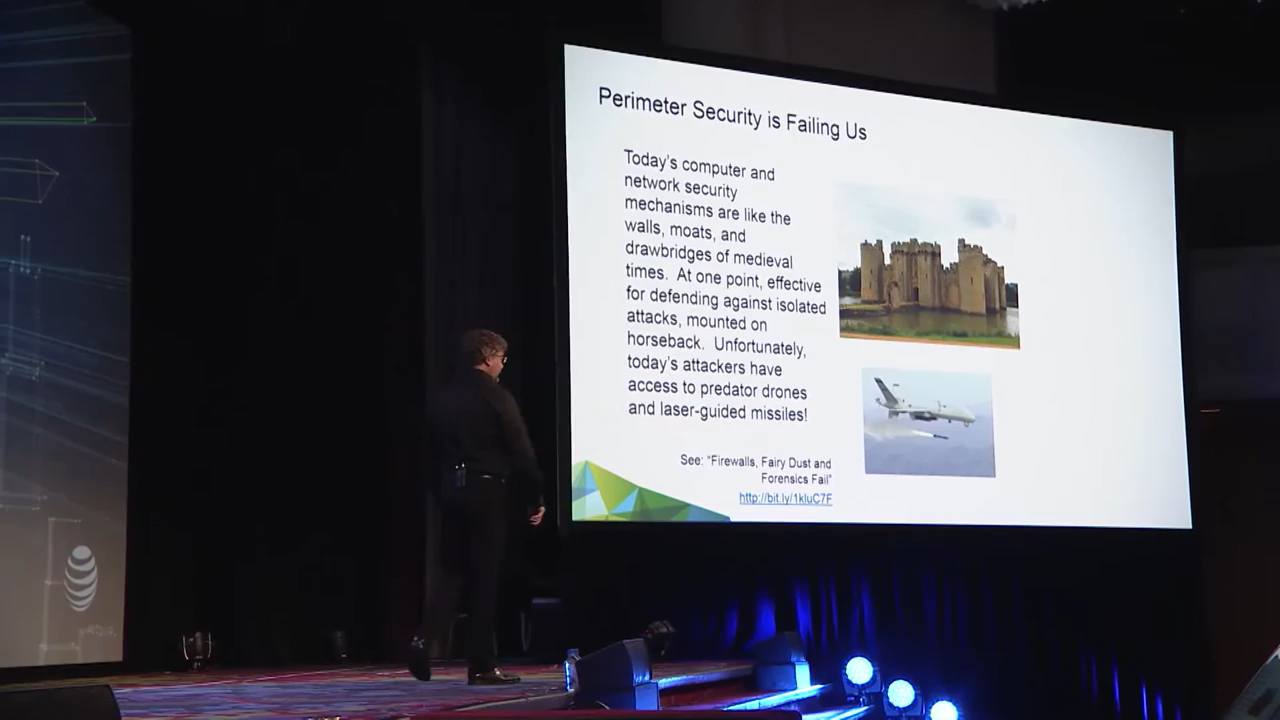 Perimeter Security is Failing Us
Today's computer and
network security
mechanisms are like the
walls, moats, and
drawbridges of medieval
times. At one point, effective
for defending against isolated
attacks, mounted on
horseback. Unfortunately,
today's attackers have
access to predator drones
and laser-guided missiles!
See: "Firewalls, Fairy Dust and
Forensics Fail"
http://bit.ly/1kIuC7F